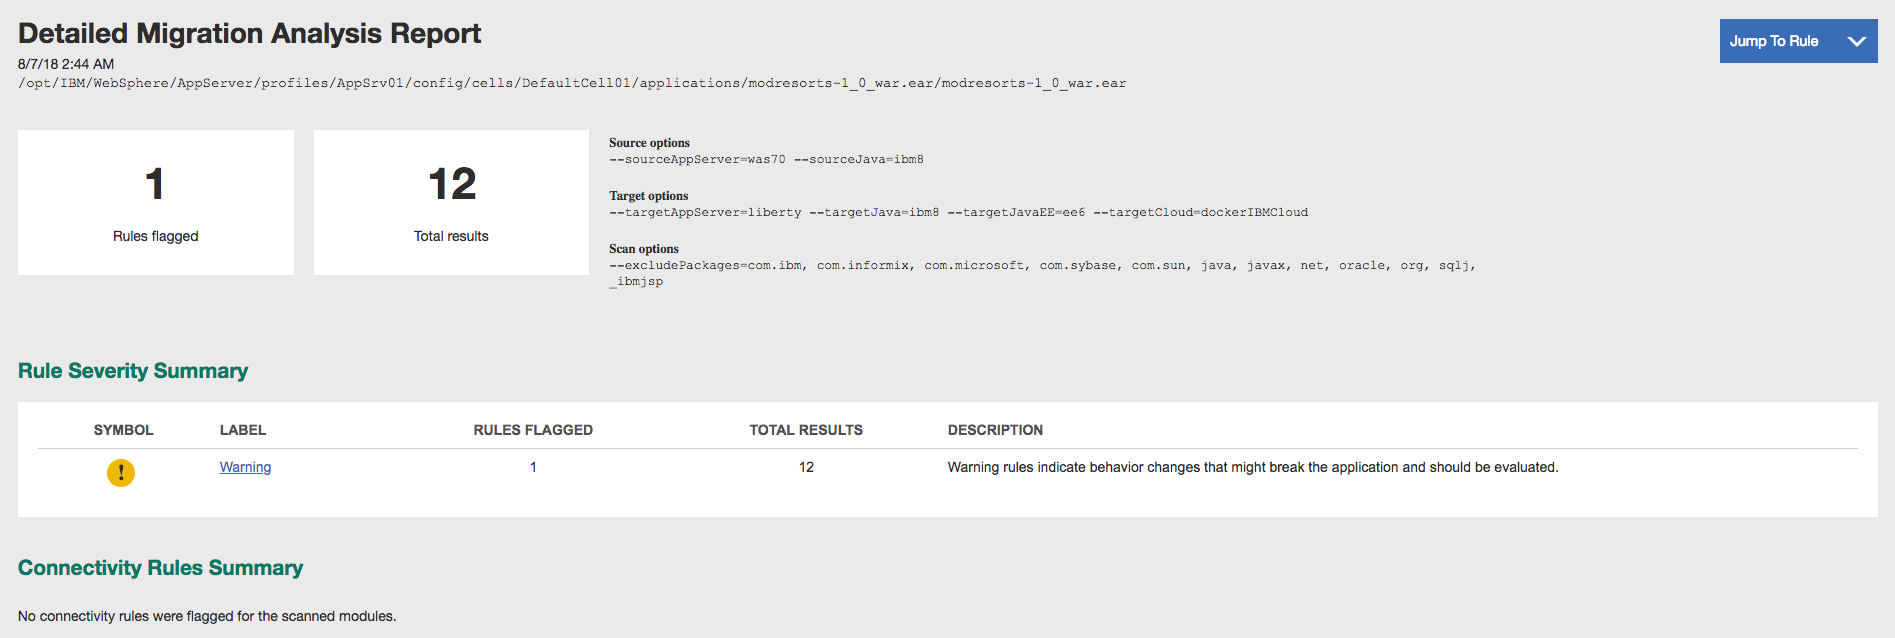 Detailed Migration Analysis Report
Jump To Rule
8/7/18 2:44 AM
/opt/IBM/WebSphere/AppServer/profiles/AppSrv01/config/cells/DefaultCell01/applications/modresorts-1_0_war.ear/modresorts-1_0_war.ear
1
Rules flagged
12
Total results
Source options
--sourceAppServer=was70 --sourceJava=ibm8
Target options
--targetAppServer=liberty --targetJava=ibm8 --targetJavaEE=ee6 --targetCloud=dockerIBMCloud
Scan options
--excludePackages=com.ibm, com.informix, com.microsoft, com.sybase, com.sun, java, javax, net, oracle, org, sqlj,
_ibmjsp
Rule Severity Summary
SYMBOL LABEL RULES FLAGGED TOTAL RESULTS DESCRIPTION
! Warning 1 12 Warning rules indicate behavior changes that might break the application and should be evaluated.
Connectivity Rules Summary
No connectivity rules were flagged for the scanned modules.